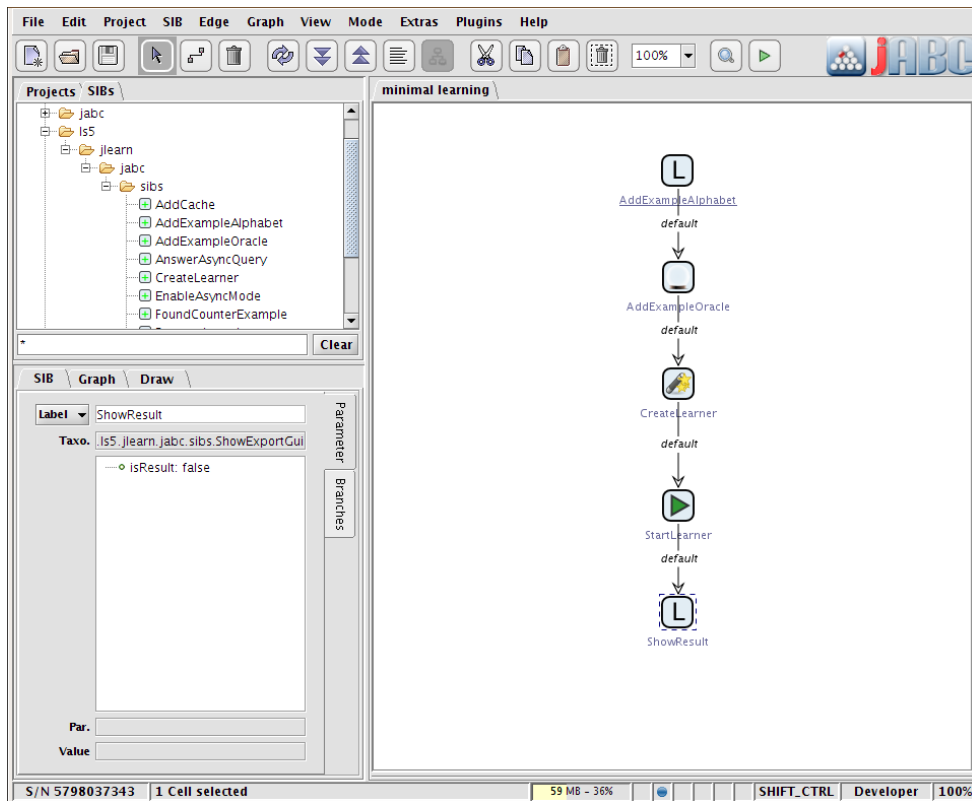 File Edit Project SIB Edge Graph View Mode Extras Plugins Help
100%
jABC
Projects SIBs
minimal learning
jabc
ls5
jlearn
jabc
sibs
AddCache
AddExampleAlphabet
AddExampleOracle
AnswerAsyncQuery
CreateLearner
EnableAsyncMode
FoundCounterExample
*
Clear
SIB Graph Draw
Label ShowResult
Taxo. .ls5.jlearn.jabc.sibs.ShowExportGui
isResult: false
Parameter
Branches
Par.
Value
L
AddExampleAlphabet
default
AddExampleOracle
default
CreateLearner
default
StartLearner
default
L
ShowResult
S/N 5798037343 1 Cell selected 59 MB – 36% SHIFT_CTRL Developer 100%